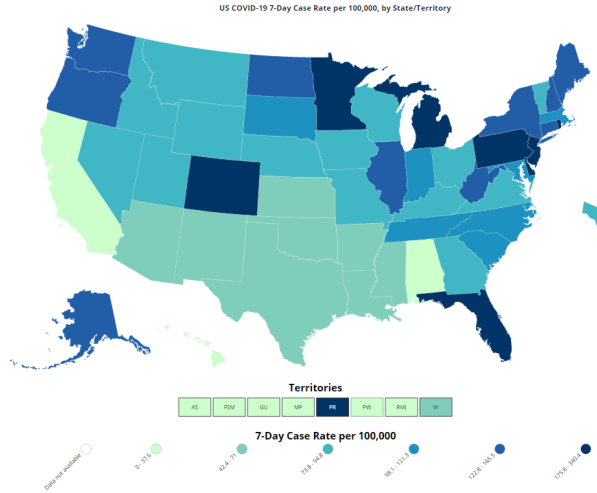 US COVID-19 7-Day Case Rate per 100,000, by State/Territory
Territories
AS FSM GU MP PR PW RMI VI
7-Day Case Rate per 100,000
Data not available
0 - 37.6
42.4 - 71
73.8 - 94.8
98.1 - 121.3
122.8 - 165.5
175.8 - 340.4